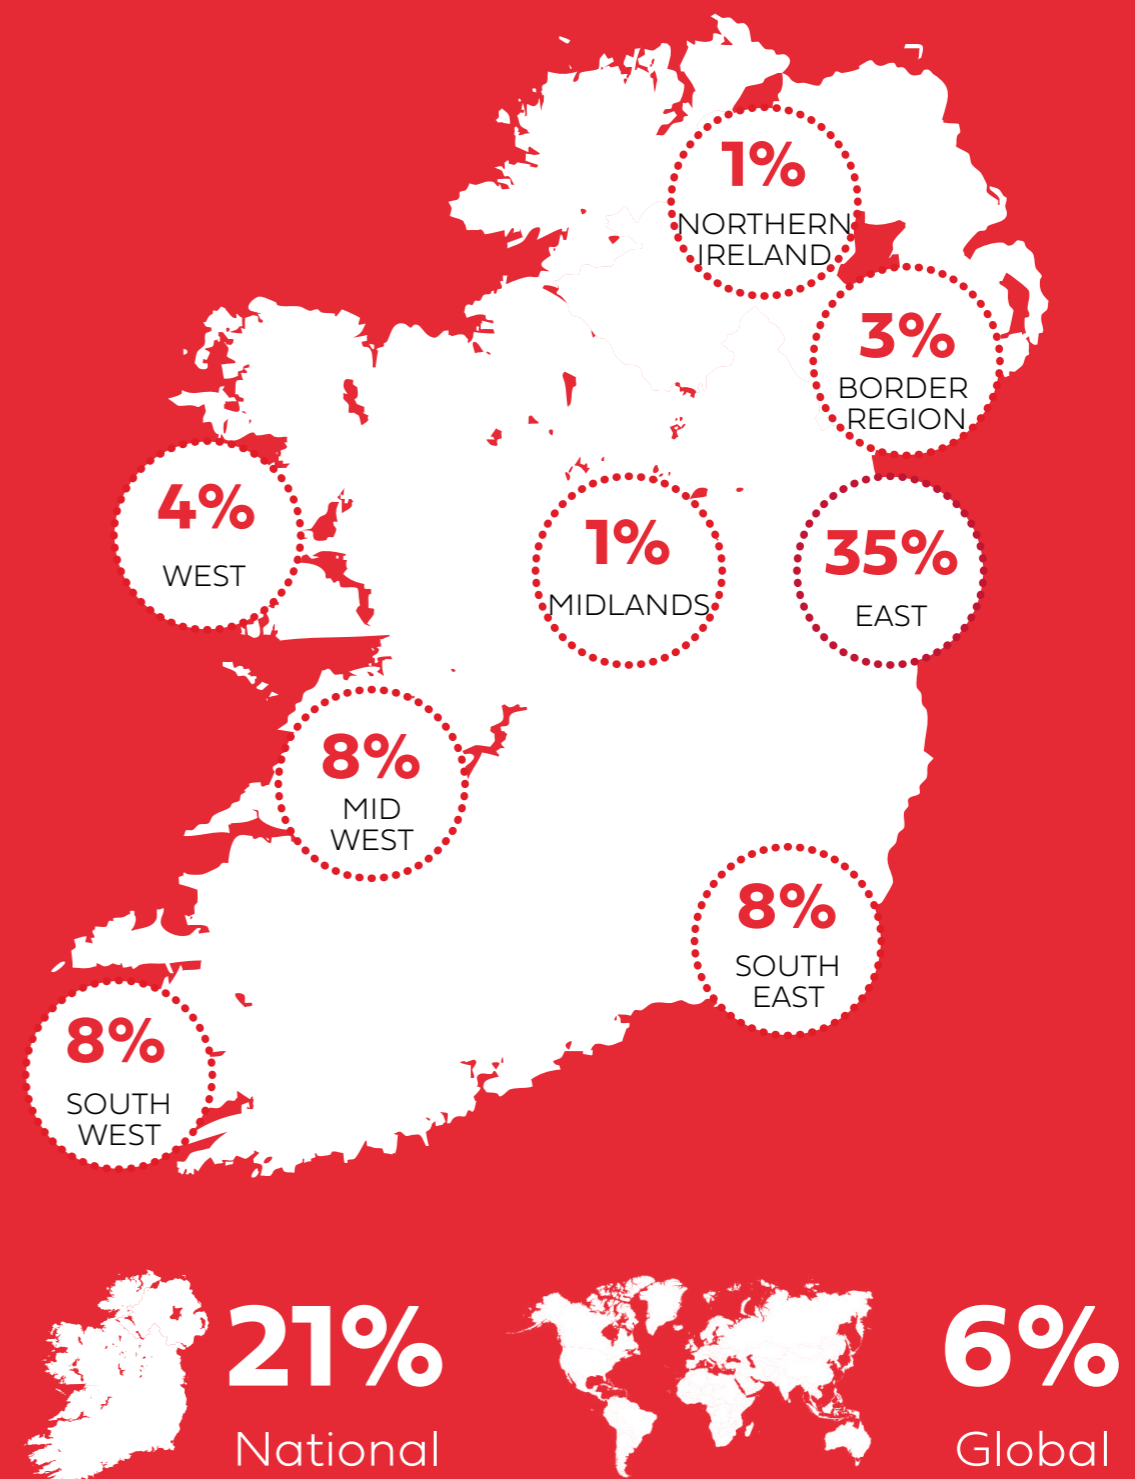 1%
NORTHERN
IRELAND
3%
BORDER
REGION
4%
WEST
1%
MIDLANDS
35%
EAST
8%
MID
WEST
8%
SOUTH
EAST
8%
SOUTH
WEST
21%
National
6%
Global